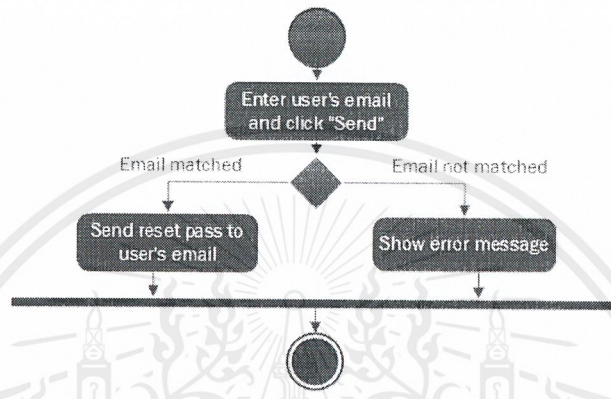 Enter user's email
and click "Send"
Email matched
Email not matched
Send reset pass to
user's email
Show error message